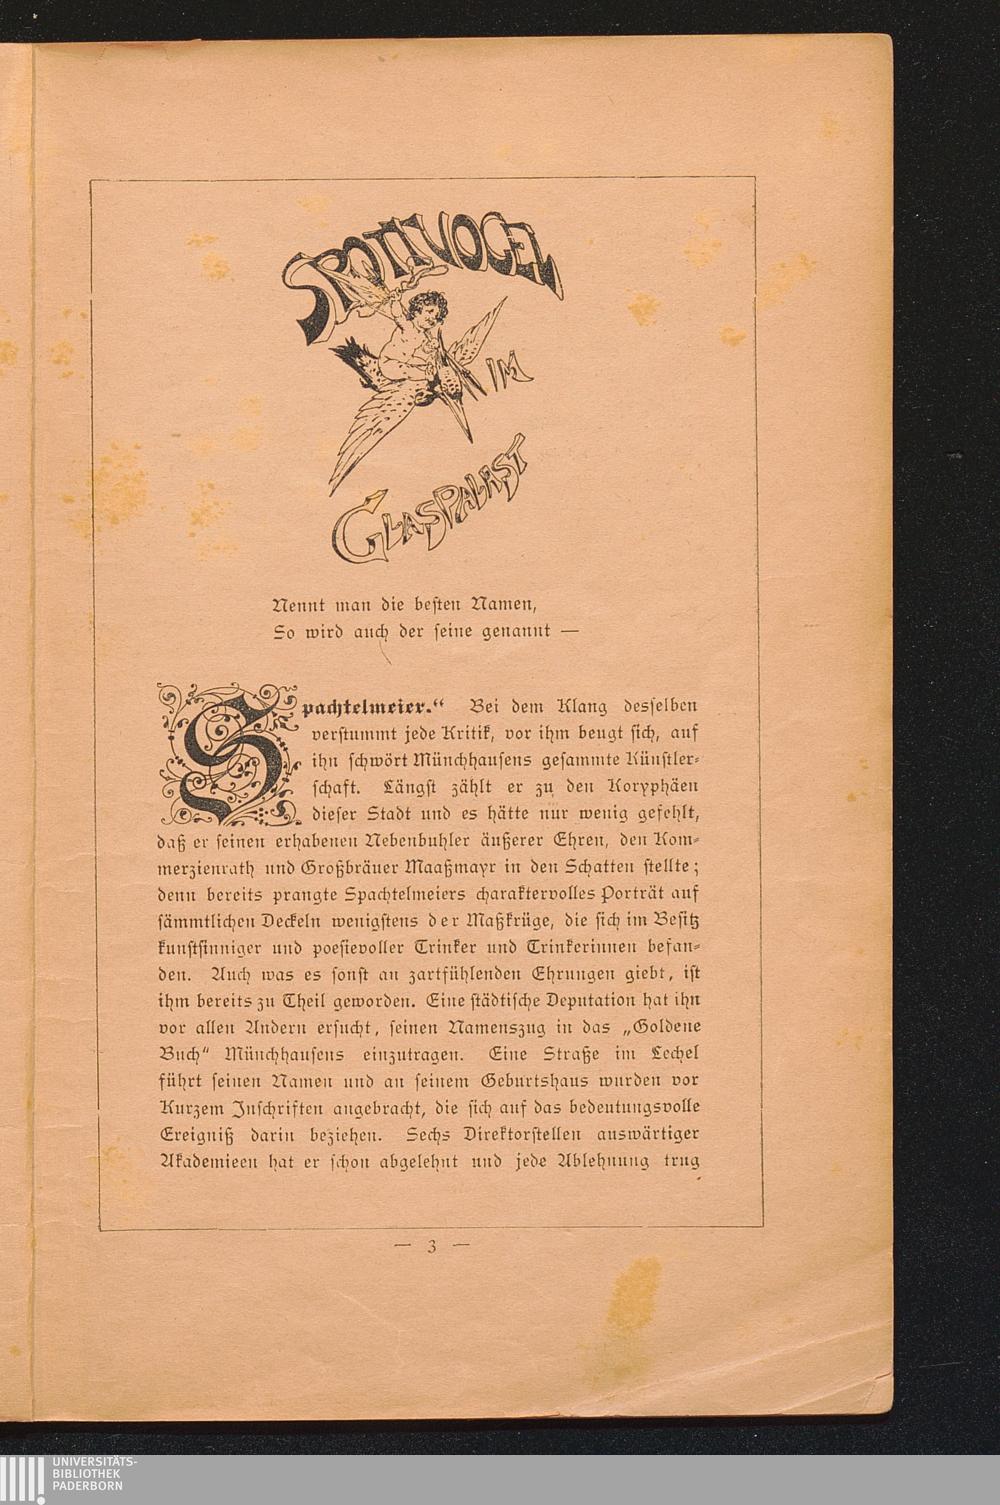 SPOTTVOGEL
IM
GLASPALAST
Nennt man die besten Namen,
So wird auch der seine genannt —
Spachtelmeier.“ Bei dem Klang desselben
verstummt jede Kritik, vor ihm beugt sich, auf
ihn schwört Münchhausens gesammte Künstler-
schaft. Längst zählt er zu den Koryphäen
dieser Stadt und es hätte nur wenig gefehlt,
daß er seinen erhabenen Nebenbuhler äußerer Ehren, den Kom-
merzienrath und Großbräuer Maaßmayr in den Schatten stellte;
denn bereits prangte Spachtelmeiers charaktervolles Porträt auf
sämmtlichen Deckeln wenigstens der Maßkrüge, die sich im Besitz
kunstsinniger und poesievoller Trinker und Trinkerinnen befan-
den. Auch was es sonst an zartfühlenden Ehrungen giebt, ist
ihm bereits zu Theil geworden. Eine städtische Deputation hat ihn
vor allen Andern ersucht, seinen Namenszug in das „Goldene
Buch“ Münchhausens einzutragen. Eine Straße im Lechel
führt seinen Namen und an seinem Geburtshaus wurden vor
Kurzem Inschriften angebracht, die sich auf das bedeutungsvolle
Ereigniß darin beziehen. Sechs Direktorstellen auswärtiger
Akademieen hat er schon abgelehnt und jede Ablehnung trug
— 3 —
UNIVERSITÄTS-
BIBLIOTHEK
PADERBORN